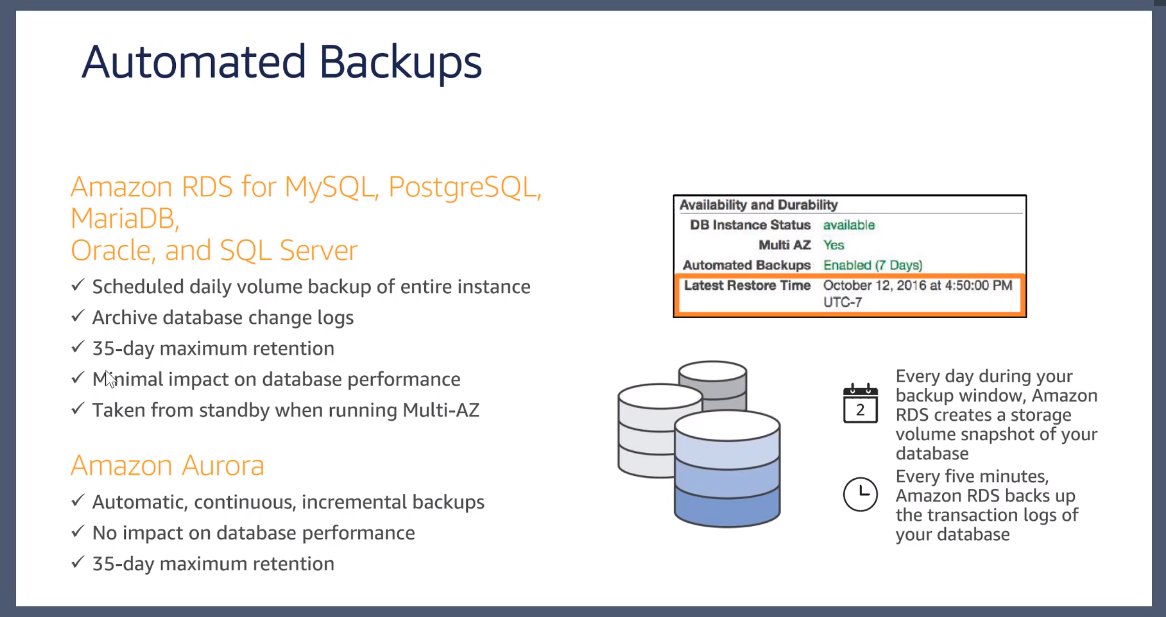 Automated Backups
Amazon RDS for MySQL, PostgreSQL,
MariaDB,
Oracle, and SQL Server
✓ Scheduled daily volume backup of entire instance
✓ Archive database change logs
✓ 35-day maximum retention
✓ Minimal impact on database performance
✓ Taken from standby when running Multi-AZ
Amazon Aurora
✓ Automatic, continuous, incremental backups
✓ No impact on database performance
✓ 35-day maximum retention
Availability and Durability
DB Instance Status available
Multi AZ Yes
Automated Backups Enabled (7 Days)
Latest Restore Time October 12, 2016 at 4:50:00 PM
UTC-7
2
Every day during your
backup window, Amazon
RDS creates a storage
volume snapshot of your
database
Every five minutes,
Amazon RDS backs up
the transaction logs of
your database